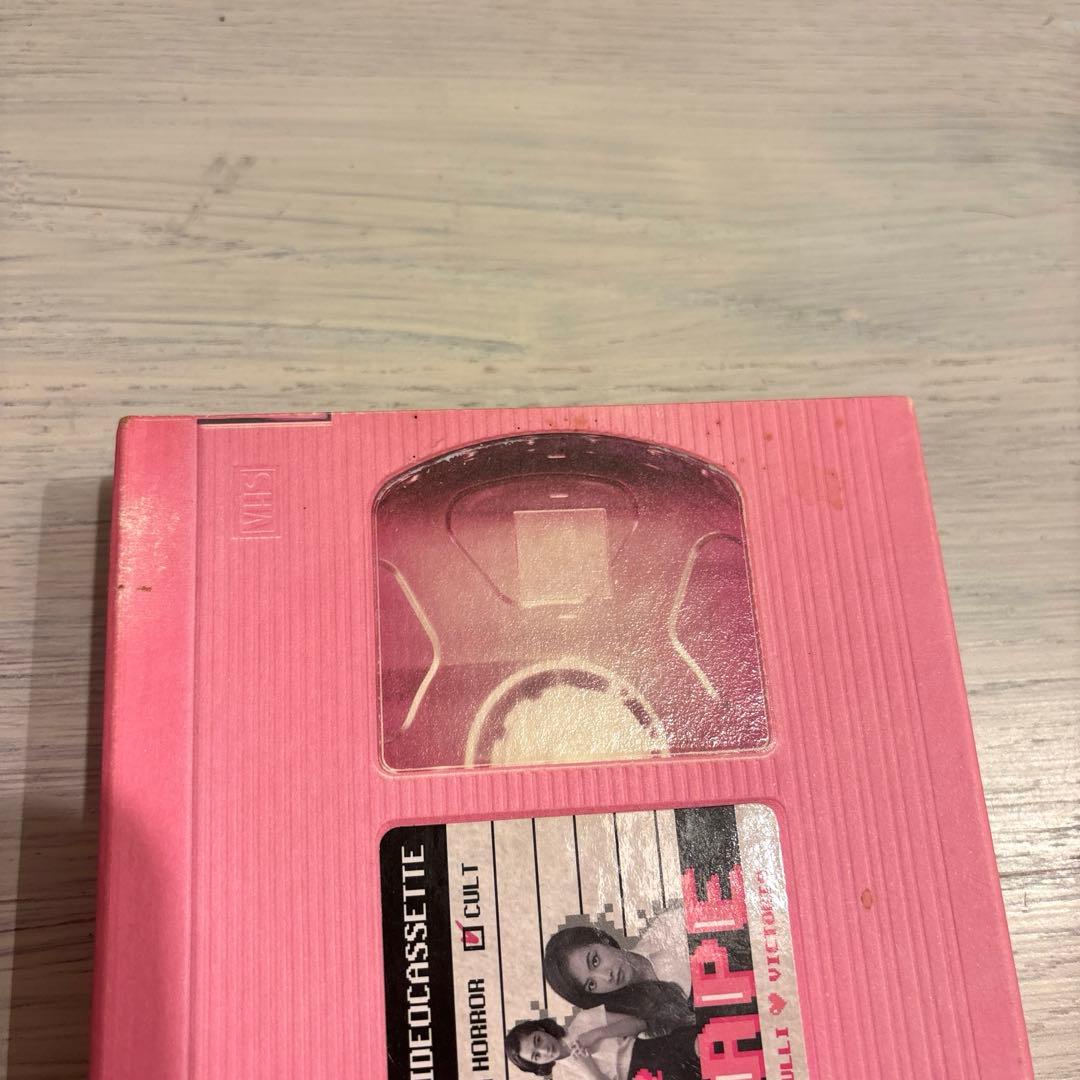 VHS
IDEOCASSETTE
HORROR
CULT
APE
ULLI ♥ VICTORIA